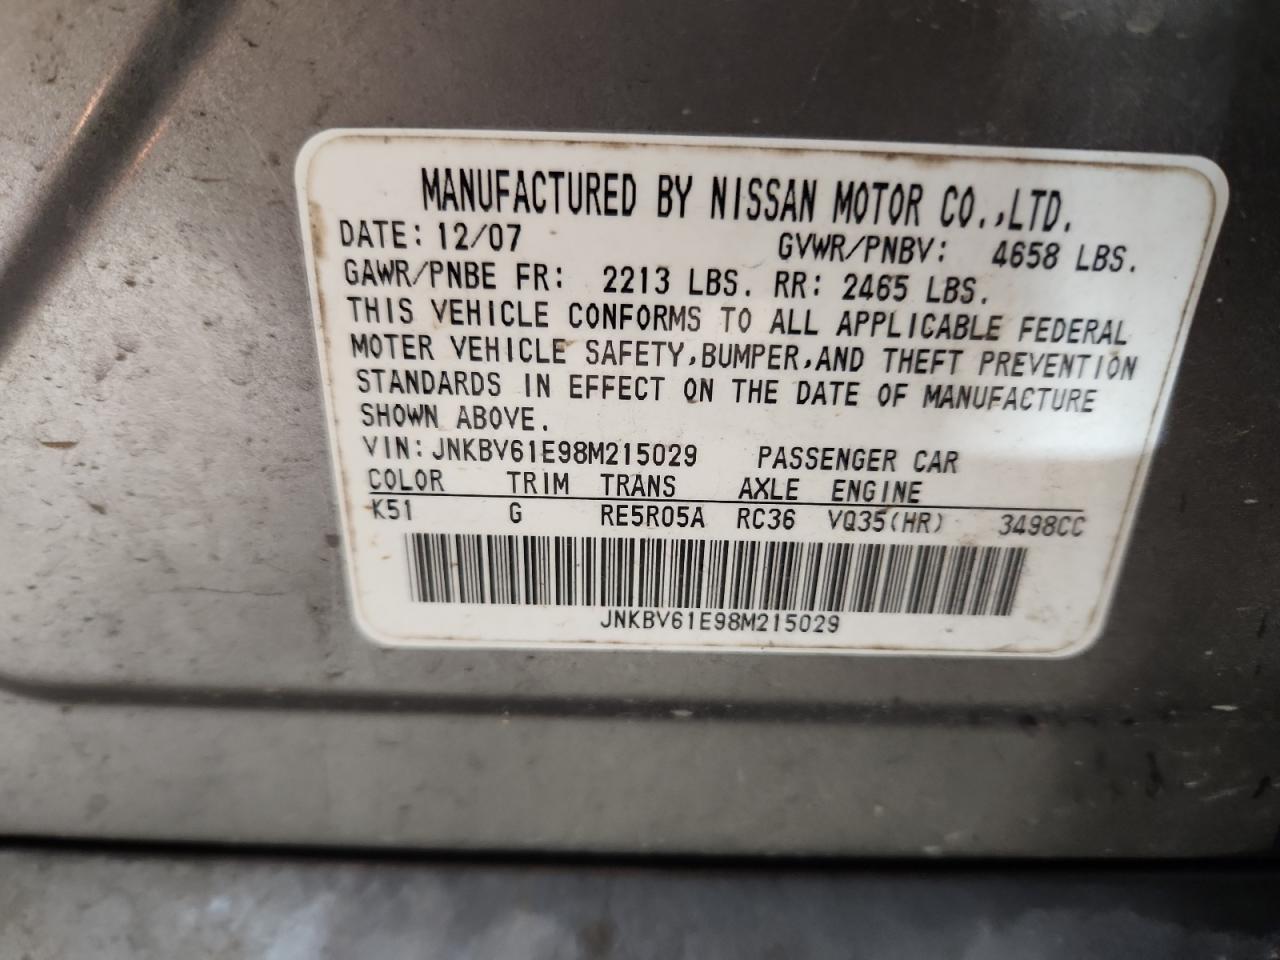 MANUFACTURED BY NISSAN MOTOR CO.,LTD.
DATE: 12/07 GVWR/PNBV: 4658 LBS.
GAWR/PNBE FR: 2213 LBS. RR: 2465 LBS.
THIS VEHICLE CONFORMS TO ALL APPLICABLE FEDERAL
MOTER VEHICLE SAFETY,BUMPER,AND THEFT PREVENTION
STANDARDS IN EFFECT ON THE DATE OF MANUFACTURE
SHOWN ABOVE.
VIN: JNKBV61E98M215029 PASSENGER CAR
COLOR TRIM TRANS AXLE ENGINE
K51 G RE5R05A RC36 VQ35(HR) 3498CC
JNKBV61E98M215029